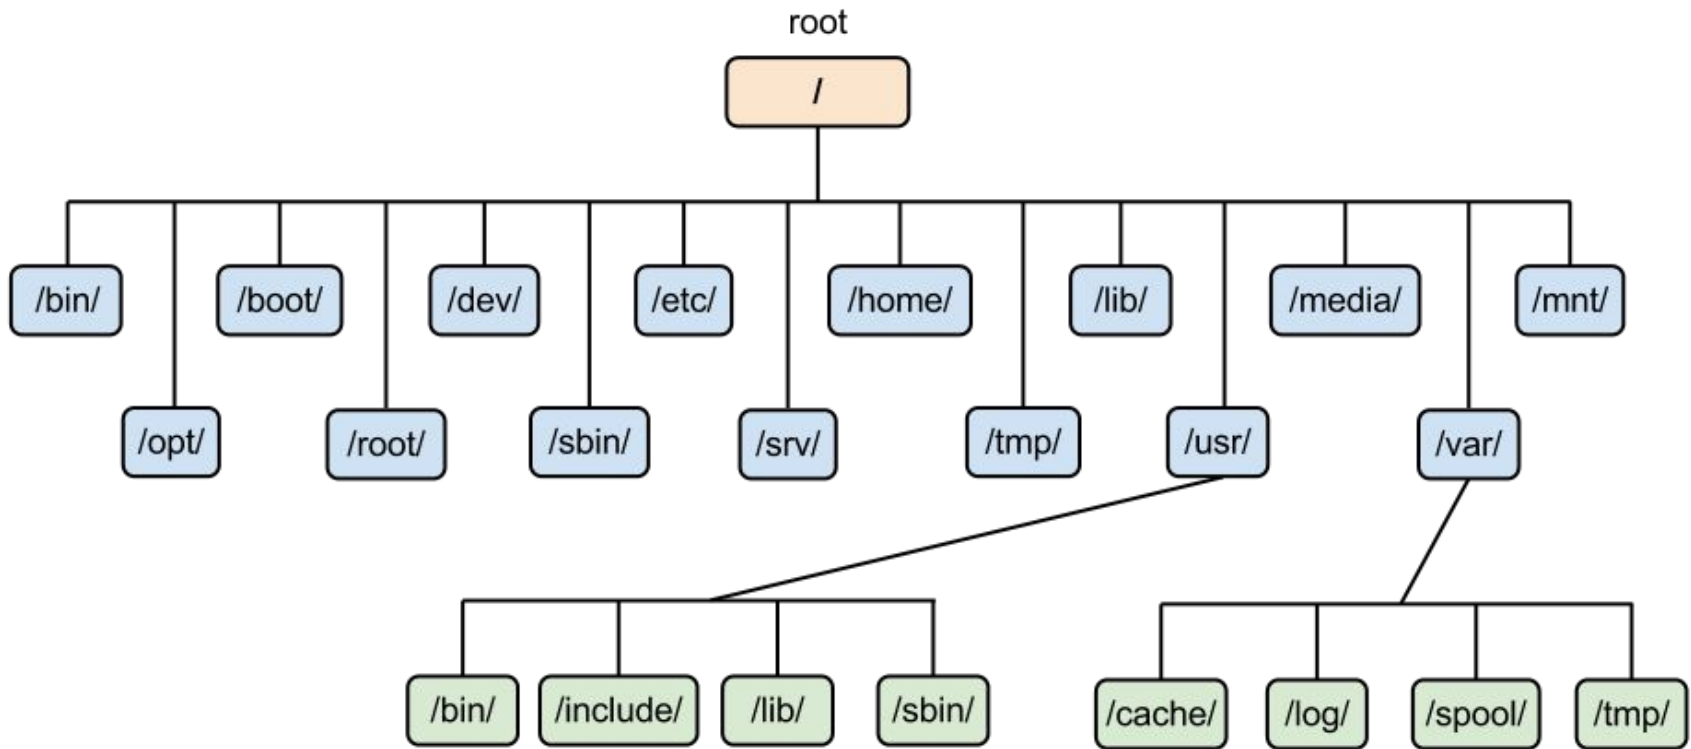 root
/
/bin/
/boot/
/dev/
/etc/
/home/
/lib/
/media/
/mnt/
/opt/
/root/
/sbin/
/srv/
/tmp/
/usr/
/var/
/bin/
/include/
/lib/
/sbin/
/cache/
/log/
/spool/
/tmp/